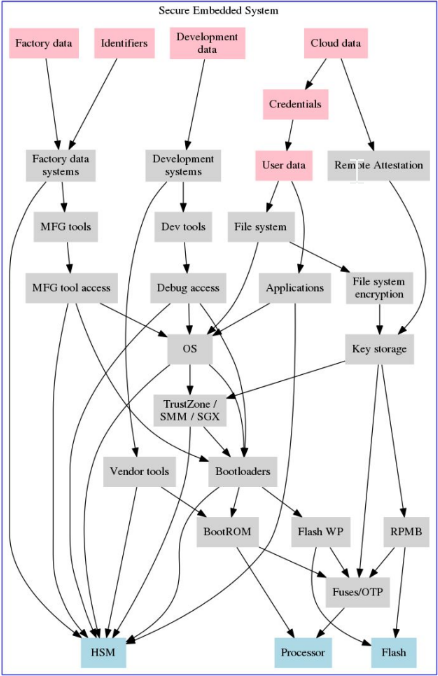 Secure Embedded System
Factory data
Identifiers
Development
data
Cloud data
Credentials
Factory data
systems
Development
systems
User data
Remote Attestation
MFG tools
Dev tools
File system
MFG tool access
Debug access
Applications
File system
encryption
OS
Key storage
TrustZone /
SMM / SGX
Vendor tools
Bootloaders
BootROM
Flash WP
RPMB
Fuses/OTP
HSM
Processor
Flash